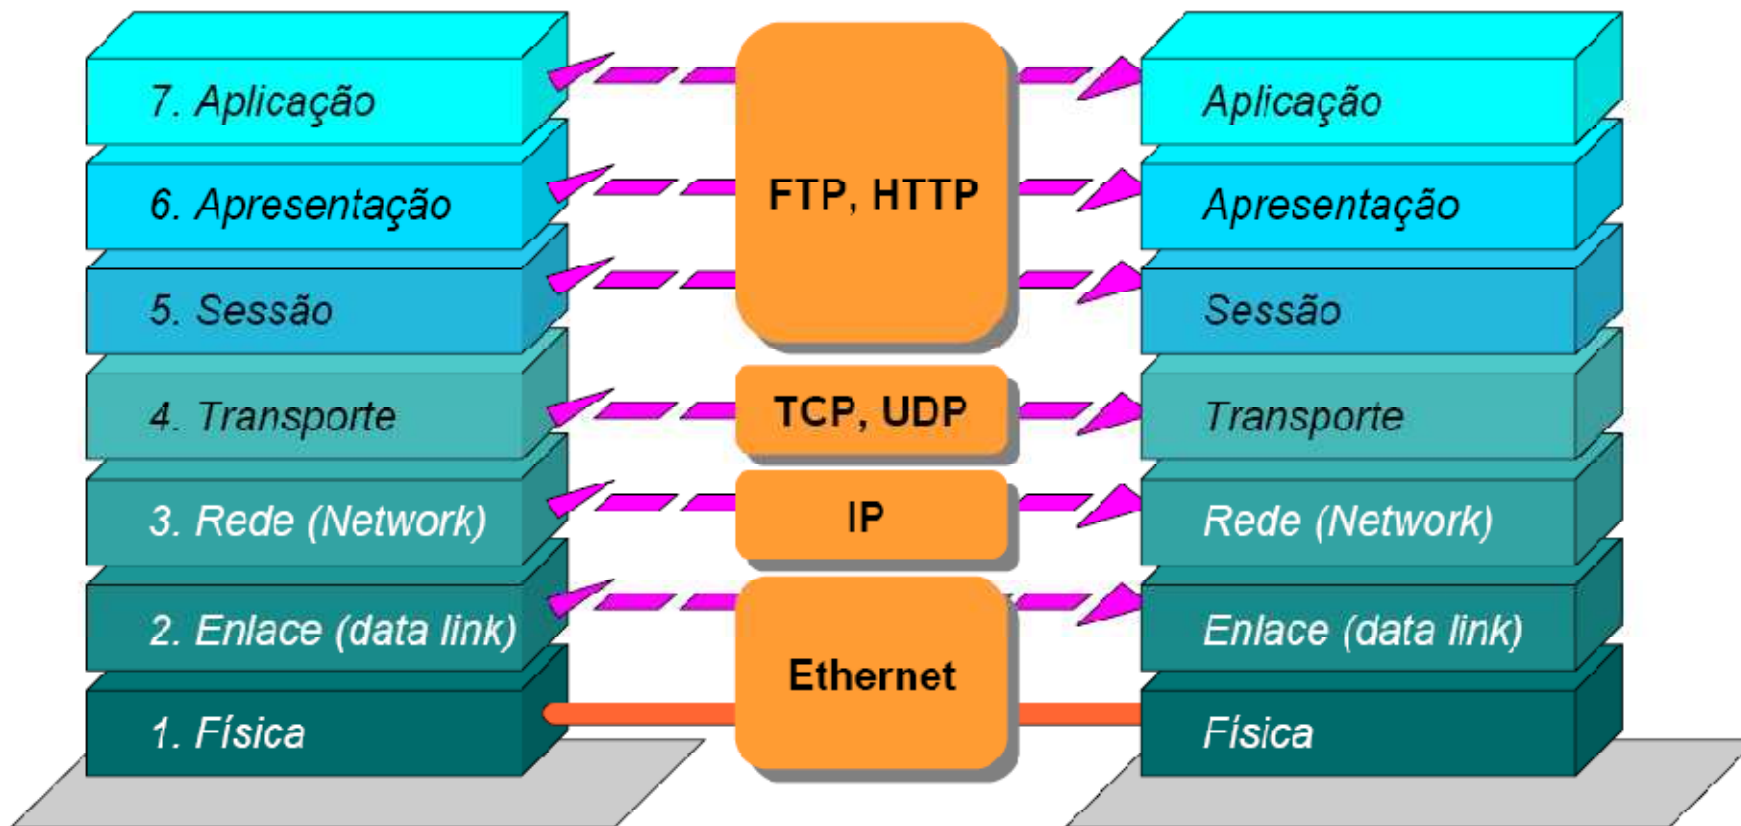 7. Aplicação
6. Apresentação
5. Sessão
4. Transporte
3. Rede (Network)
2. Enlace (data link)
1. Física
FTP, HTTP
TCP, UDP
IP
Ethernet
Aplicação
Apresentação
Sessão
Transporte
Rede (Network)
Enlace (data link)
Física